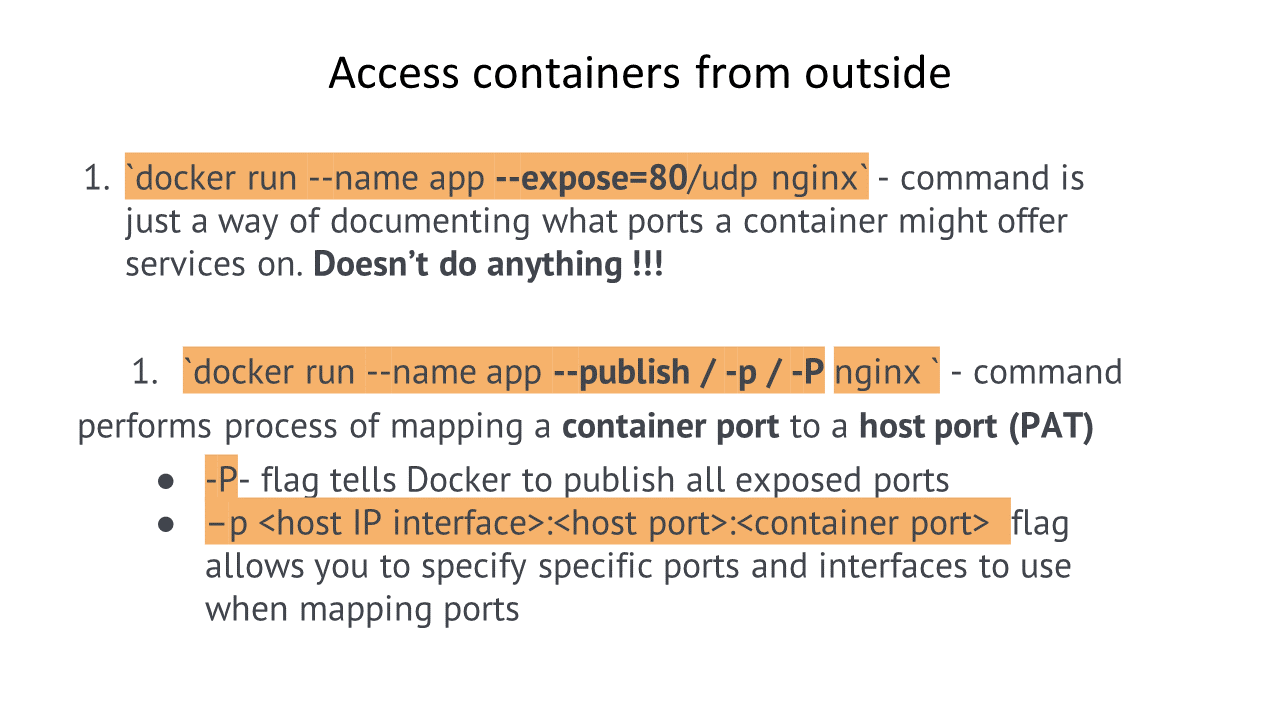 Access containers from outside
1. `docker run --name app --expose=80/udp nginx` - command is
just a way of documenting what ports a container might offer
services on. Doesn’t do anything !!!
1. `docker run --name app --publish / -p / -P nginx ` - command
performs process of mapping a container port to a host port (PAT)
● -P- flag tells Docker to publish all exposed ports
● –p <host IP interface>:<host port>:<container port> flag
allows you to specify specific ports and interfaces to use
when mapping ports